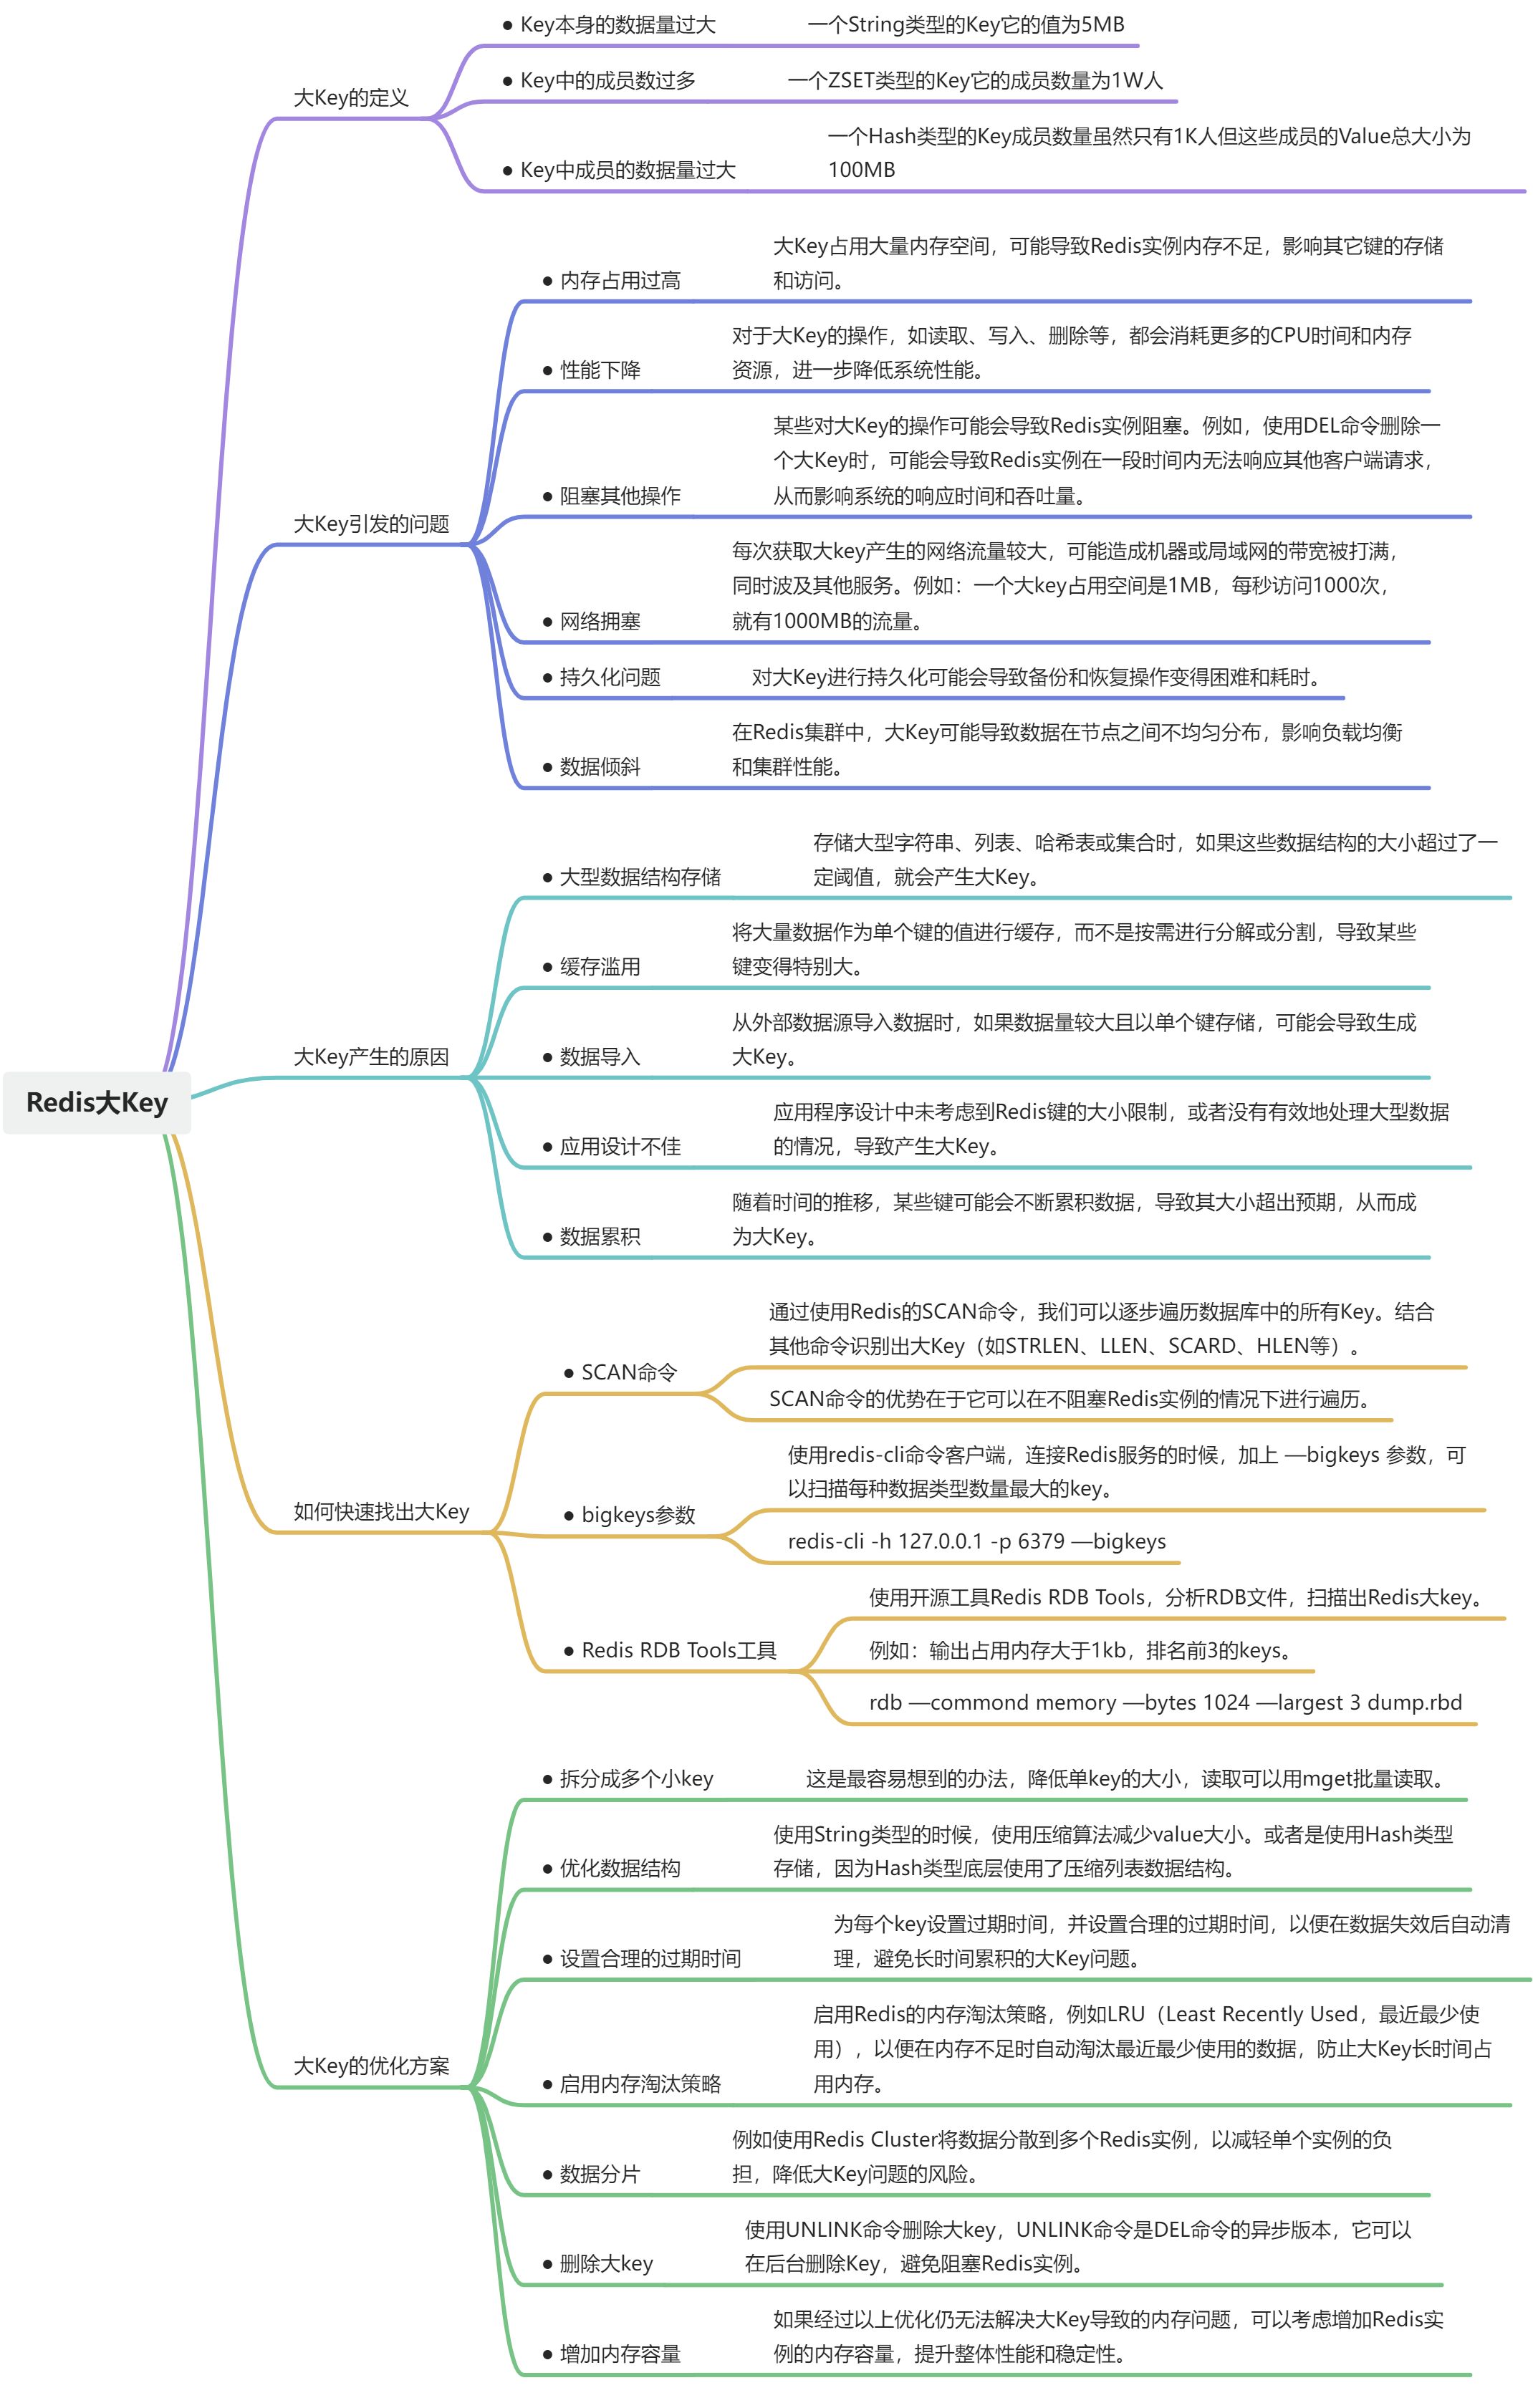 Redis大Key
大Key的定义
● Key本身的数据量过大
一个String类型的Key它的值为5MB
● Key中的成员数过多
一个ZSET类型的Key它的成员数量为1W人
● Key中成员的数据量过大
一个Hash类型的Key成员数量虽然只有1K人但这些成员的Value总大小为
100MB
大Key引发的问题
● 内存占用过高
大Key占用大量内存空间，可能导致Redis实例内存不足，影响其它键的存储
和访问。
● 性能下降
对于大Key的操作，如读取、写入、删除等，都会消耗更多的CPU时间和内存
资源，进一步降低系统性能。
● 阻塞其他操作
某些对大Key的操作可能会导致Redis实例阻塞。例如，使用DEL命令删除一
个大Key时，可能会导致Redis实例在一段时间内无法响应其他客户端请求，
从而影响系统的响应时间和吞吐量。
● 网络拥塞
每次获取大key产生的网络流量较大，可能造成机器或局域网的带宽被打满，
同时波及其他服务。例如：一个大key占用空间是1MB，每秒访问1000次，
就有1000MB的流量。
● 持久化问题
对大Key进行持久化可能会导致备份和恢复操作变得困难和耗时。
● 数据倾斜
在Redis集群中，大Key可能导致数据在节点之间不均匀分布，影响负载均衡
和集群性能。
大Key产生的原因
● 大型数据结构存储
存储大型字符串、列表、哈希表或集合时，如果这些数据结构的大小超过了一
定阈值，就会产生大Key。
● 缓存滥用
将大量数据作为单个键的值进行缓存，而不是按需进行分解或分割，导致某些
键变得特别大。
● 数据导入
从外部数据源导入数据时，如果数据量较大且以单个键存储，可能会导致生成
大Key。
● 应用设计不佳
应用程序设计中未考虑到Redis键的大小限制，或者没有有效地处理大型数据
的情况，导致产生大Key。
● 数据累积
随着时间的推移，某些键可能会不断累积数据，导致其大小超出预期，从而成
为大Key。
如何快速找出大Key
● SCAN命令
通过使用Redis的SCAN命令，我们可以逐步遍历数据库中的所有Key。结合
其他命令识别出大Key（如STRLEN、LLEN、SCARD、HLEN等）。
SCAN命令的优势在于它可以在不阻塞Redis实例的情况下进行遍历。
● bigkeys参数
使用redis-cli命令客户端，连接Redis服务的时候，加上 —bigkeys 参数，可
以扫描每种数据类型数量最大的key。
redis-cli -h 127.0.0.1 -p 6379 —bigkeys
● Redis RDB Tools工具
使用开源工具Redis RDB Tools，分析RDB文件，扫描出Redis大key。
例如：输出占用内存大于1kb，排名前3的keys。
rdb —commond memory —bytes 1024 —largest 3 dump.rbd
大Key的优化方案
● 拆分成多个小key
这是最容易想到的办法，降低单key的大小，读取可以用mget批量读取。
● 优化数据结构
使用String类型的时候，使用压缩算法减少value大小。或者是使用Hash类型
存储，因为Hash类型底层使用了压缩列表数据结构。
● 设置合理的过期时间
为每个key设置过期时间，并设置合理的过期时间，以便在数据失效后自动清
理，避免长时间累积的大Key问题。
● 启用内存淘汰策略
启用Redis的内存淘汰策略，例如LRU（Least Recently Used，最近最少使
用），以便在内存不足时自动淘汰最近最少使用的数据，防止大Key长时间占
用内存。
● 数据分片
例如使用Redis Cluster将数据分散到多个Redis实例，以减轻单个实例的负
担，降低大Key问题的风险。
● 删除大key
使用UNLINK命令删除大key，UNLINK命令是DEL命令的异步版本，它可以
在后台删除Key，避免阻塞Redis实例。
● 增加内存容量
如果经过以上优化仍无法解决大Key导致的内存问题，可以考虑增加Redis实
例的内存容量，提升整体性能和稳定性。